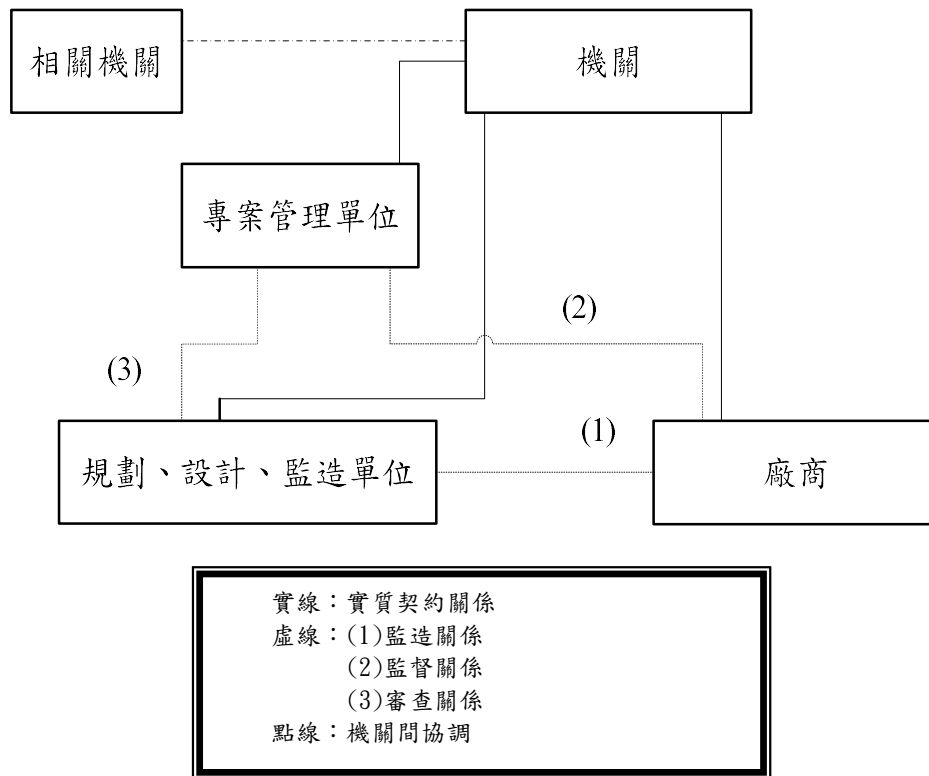 相關機關
機關
專案管理單位
(2)
(3)
(1)
規劃、設計、監造單位
廠商
實線：實質契約關係
虛線：(1)監造關係
(2)監督關係
(3)審查關係
點線：機關間協調